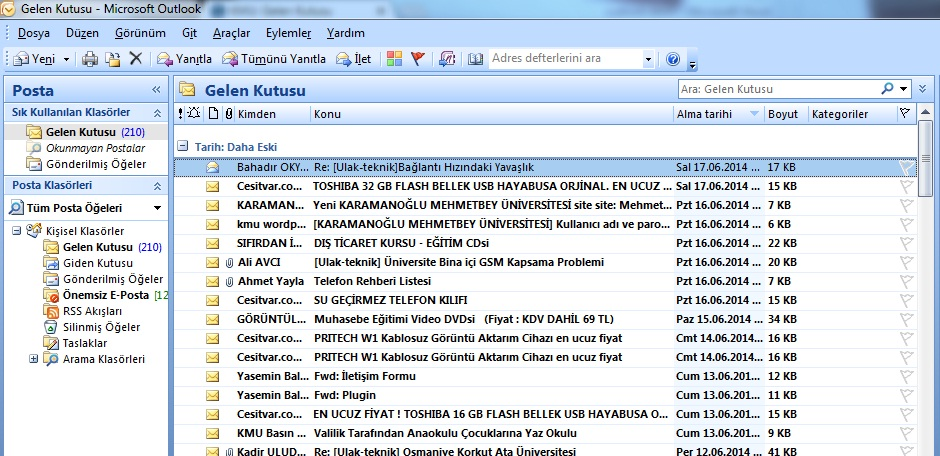 Gelen Kutusu - Microsoft Outlook
Dosya Düzen Görünüm Git Araçlar Eylemler Yardım
Yeni Yanıtla Tümünü Yanıtla İlet Adres defterlerini ara
Posta «
Sık Kullanılan Klasörler
Gelen Kutusu (210)
Okunmayan Postalar
Gönderilmiş Öğeler
Posta Klasörleri
Tüm Posta Öğeleri
Kişisel Klasörler
Gelen Kutusu (210)
Giden Kutusu
Gönderilmiş Öğeler
Önemsiz E-Posta [12
RSS Akışları
Silinmiş Öğeler
Taslaklar
Arama Klasörleri
Gelen Kutusu Ara: Gelen Kutusu
Kimden Konu Alma tarihi Boyut Kategoriler
Tarih: Daha Eski
Bahadır OKY... Re: [Ulak-teknik]Bağlantı Hızındaki Yavaşlık Sal 17.06.2014 ... 17 KB
Cesitvar.co... TOSHIBA 32 GB FLASH BELLEK USB HAYABUSA ORJİNAL. EN UCUZ ... Sal 17.06.2014 ... 15 KB
KARAMAN... Yeni KARAMANOĞLU MEHMETBEY ÜNİVERSİTESİ site site: Mehmet... Pzt 16.06.2014 ... 7 KB
kmu wordp... [KARAMANOĞLU MEHMETBEY ÜNİVERSİTESİ] Kullanıcı adı ve paro... Pzt 16.06.2014 ... 6 KB
SIFIRDAN İ... DIŞ TİCARET KURSU - EĞİTİM CDsi Pzt 16.06.2014 ... 22 KB
Ali AVCI [Ulak-teknik] Üniversite Bina içi GSM Kapsama Problemi Pzt 16.06.2014 ... 20 KB
Ahmet Yayla Telefon Rehberi Listesi Pzt 16.06.2014 ... 7 KB
Cesitvar.co... SU GEÇİRMEZ TELEFON KILIFI Pzt 16.06.2014 ... 15 KB
GÖRÜNTÜL... Muhasebe Eğitimi Video DVDsi (Fiyat : KDV DAHİL 69 TL) Paz 15.06.2014 ... 34 KB
Cesitvar.co... PRITECH W1 Kablosuz Görüntü Aktarım Cihazı en ucuz fiyat Cmt 14.06.2014 ... 16 KB
Cesitvar.co... PRITECH W1 Kablosuz Görüntü Aktarım Cihazı en ucuz fiyat Cmt 14.06.2014 ... 16 KB
Yasemin Bal... Fwd: İletişim Formu Cum 13.06.201... 12 KB
Yasemin Bal... Fwd: Plugin Cum 13.06.201... 11 KB
Cesitvar.co... EN UCUZ FİYAT ! TOSHIBA 16 GB FLASH BELLEK USB HAYABUSA O... Cum 13.06.201... 15 KB
KMU Basın ... Valilik Tarafından Anaokulu Çocuklarına Yaz Okulu Cum 13.06.201... 9 KB
Kadir ULUD... Re: [Ulak-teknik] Osmaniye Korkut Ata Üniversitesi Per 12.06.2014 ... 41 KB